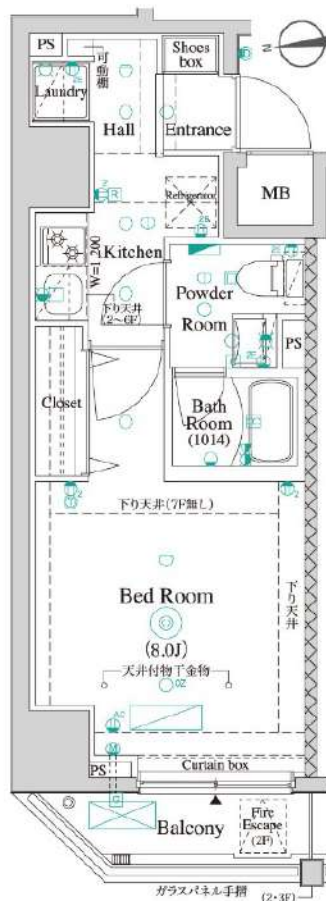 PS
可動棚
Shoes
box
N
Laundry
Hall
Entrance
R
Refrigerator
MB
Kitchen
W=1,200
下り天井
(2～6F)
Powder
Room
PS
Closet
Bath
Room
(1014)
下り天井(7F無し)
下り天井
Bed Room
(8.0J)
天井付物干金物
PS
Curtain box
Balcony
Fire
Escape
(2F)
ガラスパネル手摺
(2・3F)